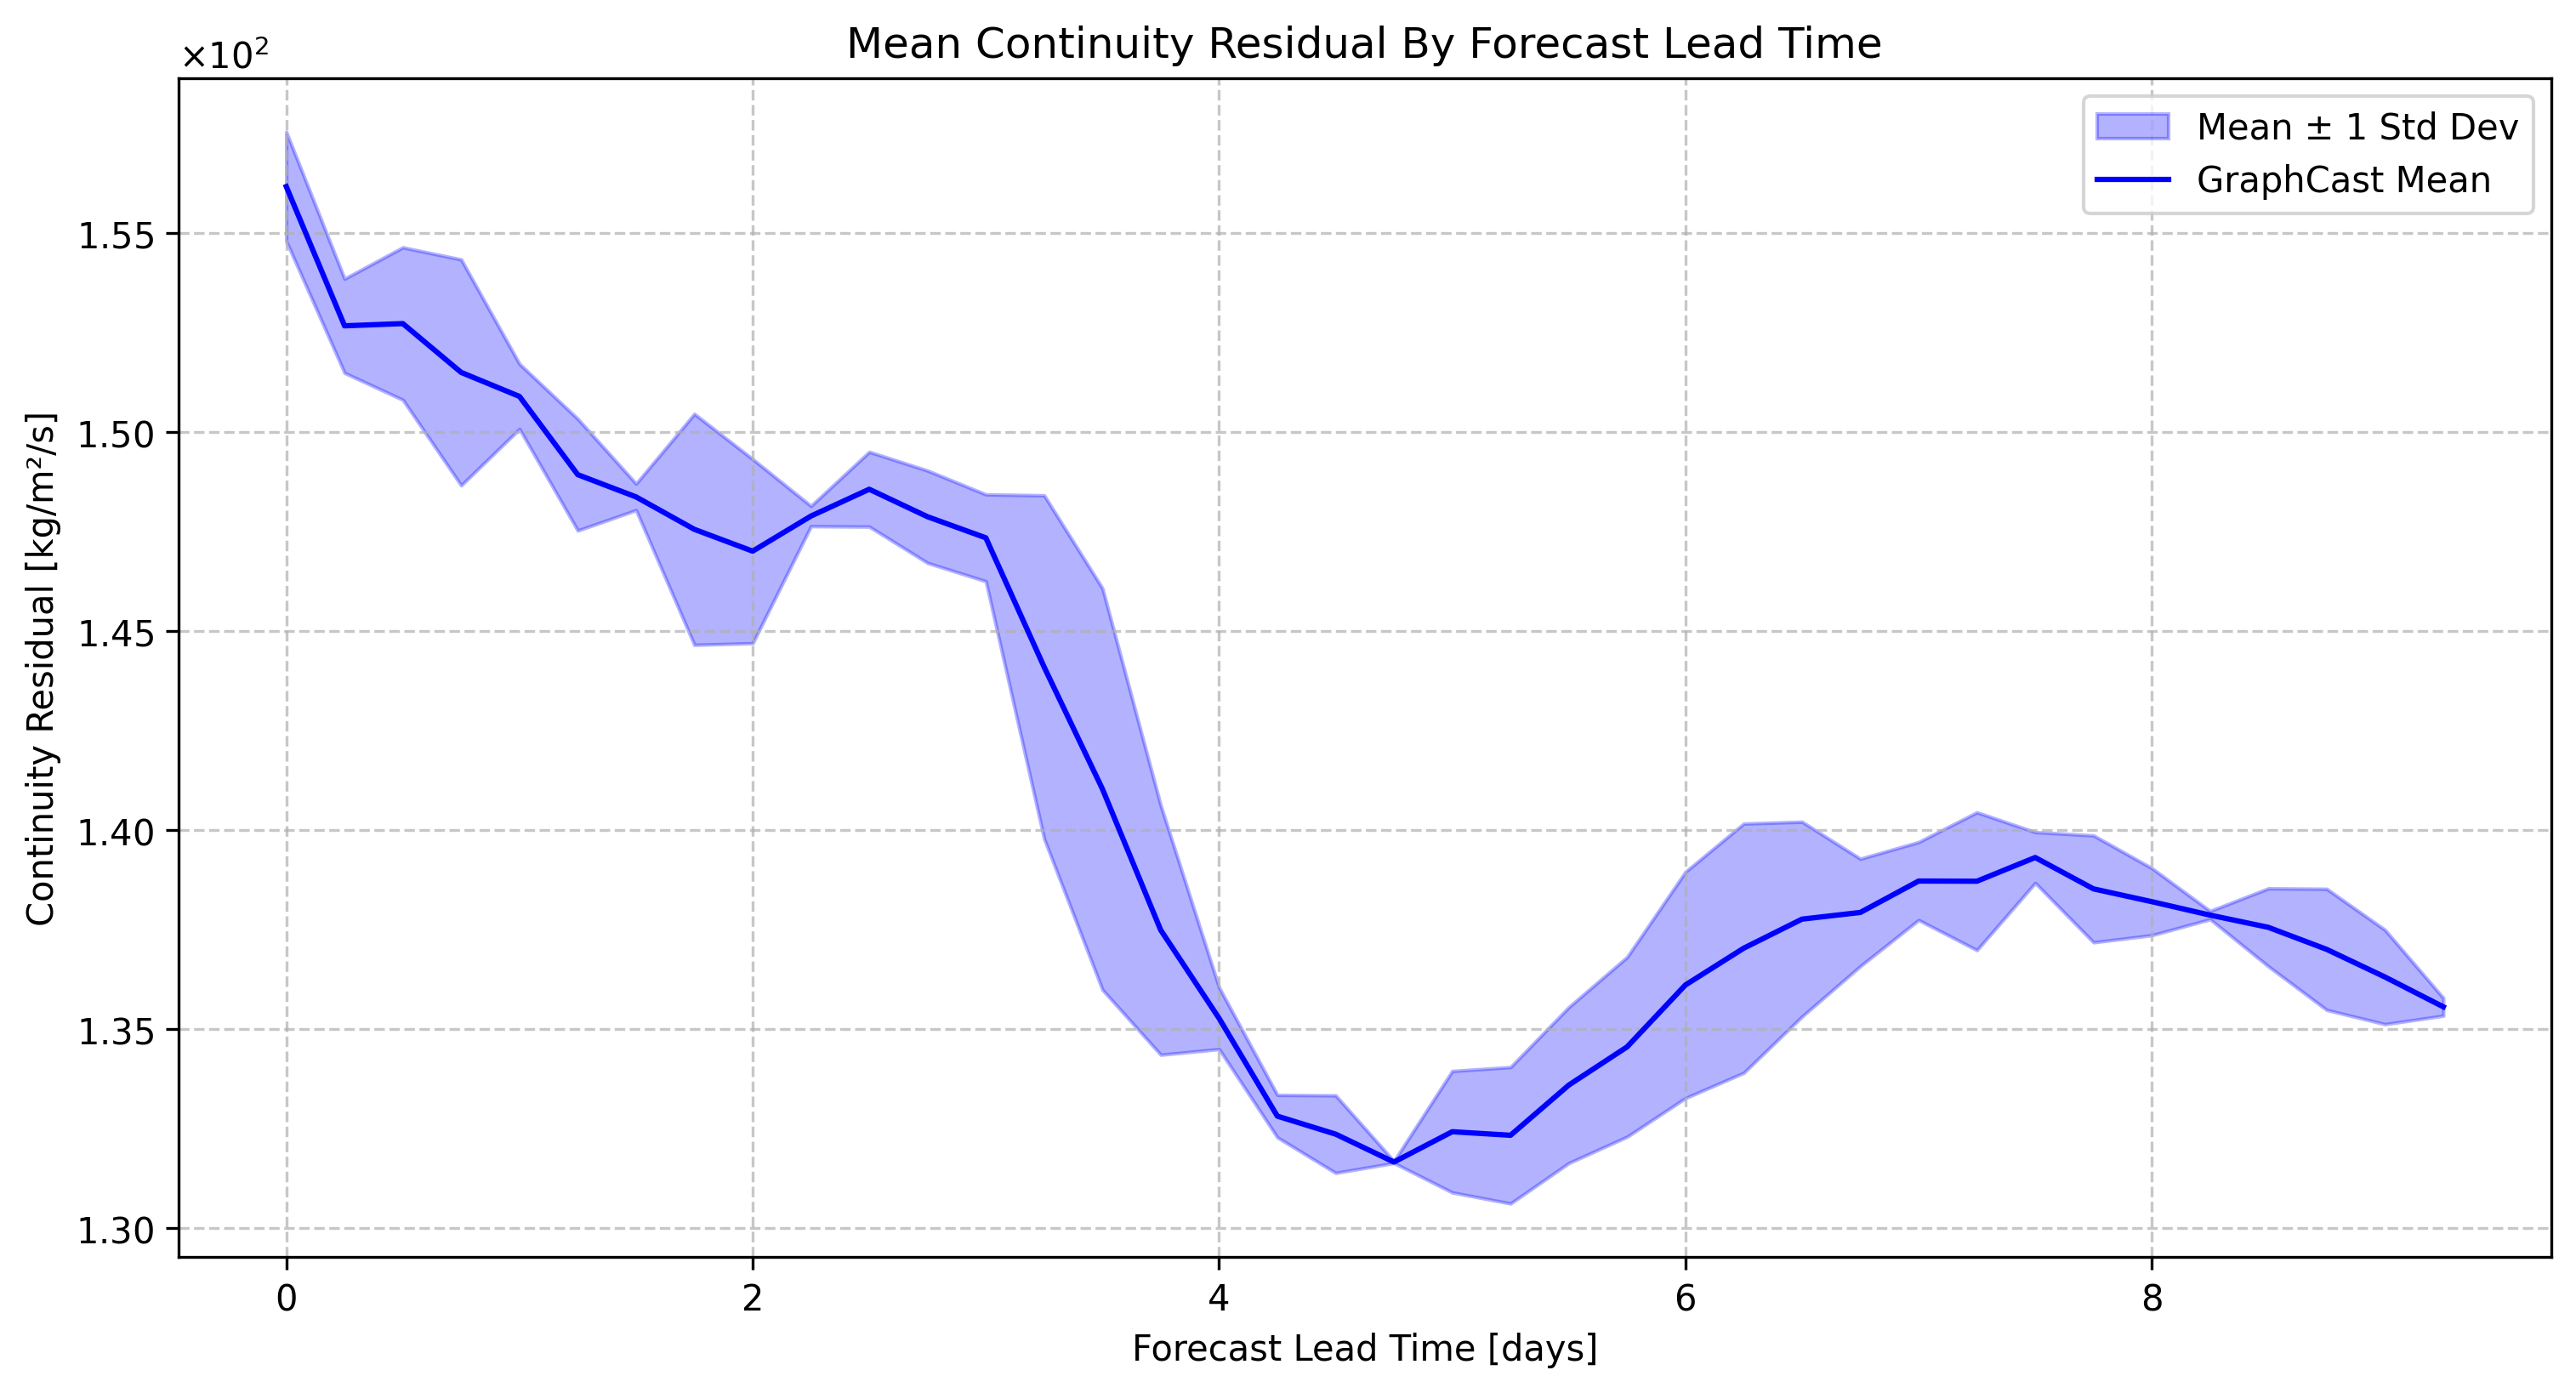 Mean Continuity Residual By Forecast Lead Time
×10²
Mean ± 1 Std Dev
GraphCast Mean
Continuity Residual [kg/m²/s]
1.55
1.50
1.45
1.40
1.35
1.30
0 2 4 6 8
Forecast Lead Time [days]